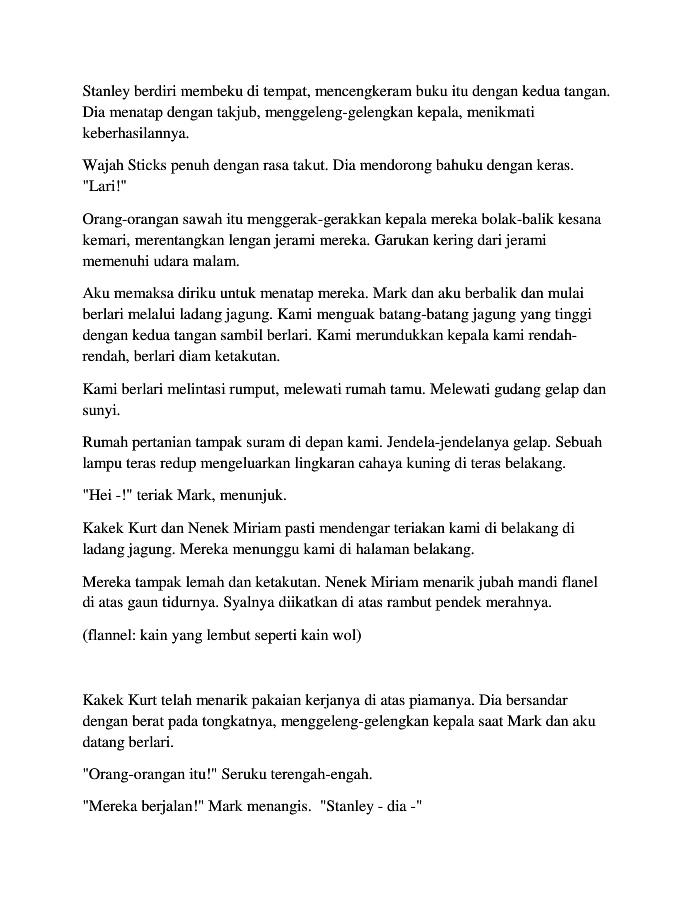 Stanley berdiri membeku di tempat, mencengkeram buku itu dengan kedua tangan.
Dia menatap dengan takjub, menggeleng-gelengkan kepala, menikmati
keberhasilannya.
Wajah Sticks penuh dengan rasa takut. Dia mendorong bahuku dengan keras.
"Lari!"
Orang-orangan sawah itu menggerak-gerakkan kepala mereka bolak-balik kesana
kemari, merentangkan lengan jerami mereka. Garukan kering dari jerami
memenuhi udara malam.
Aku memaksa diriku untuk menatap mereka. Mark dan aku berbalik dan mulai
berlari melalui ladang jagung. Kami menguak batang-batang jagung yang tinggi
dengan kedua tangan sambil berlari. Kami merundukkan kepala kami rendah-
rendah, berlari diam ketakutan.
Kami berlari melintasi rumput, melewati rumah tamu. Melewati gudang gelap dan
sunyi.
Rumah pertanian tampak suram di depan kami. Jendela-jendelanya gelap. Sebuah
lampu teras redup mengeluarkan lingkaran cahaya kuning di teras belakang.
"Hei -!" teriak Mark, menunjuk.
Kakek Kurt dan Nenek Miriam pasti mendengar teriakan kami di belakang di
ladang jagung. Mereka menunggu kami di halaman belakang.
Mereka tampak lemah dan ketakutan. Nenek Miriam menarik jubah mandi flanel
di atas gaun tidurnya. Syalnya diikatkan di atas rambut pendek merahnya.
(flannel: kain yang lembut seperti kain wol)
Kakek Kurt telah menarik pakaian kerjanya di atas piamanya. Dia bersandar
dengan berat pada tongkatnya, menggeleng-gelengkan kepala saat Mark dan aku
datang berlari.
"Orang-orangan itu!" Seruku terengah-engah.
"Mereka berjalan!" Mark menangis.  "Stanley - dia -"